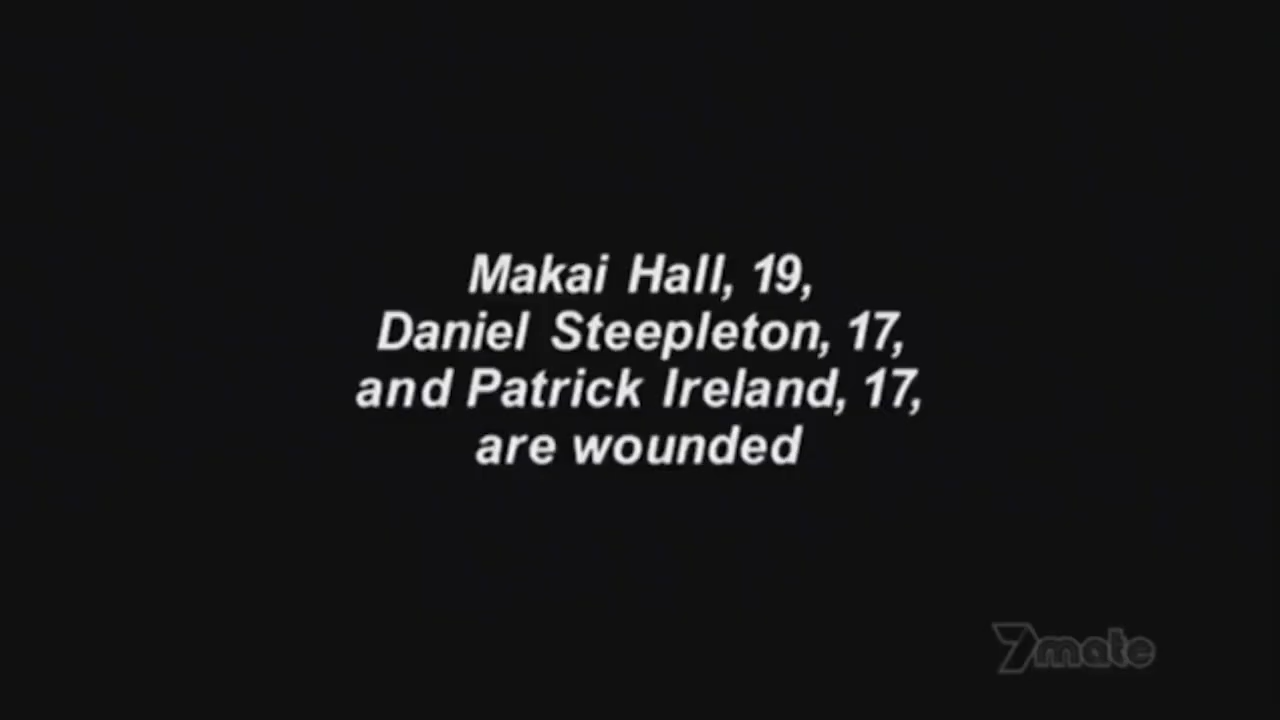 Makai Hall, 19,
Daniel Steepleton, 17,
and Patrick Ireland, 17,
are wounded
7mate